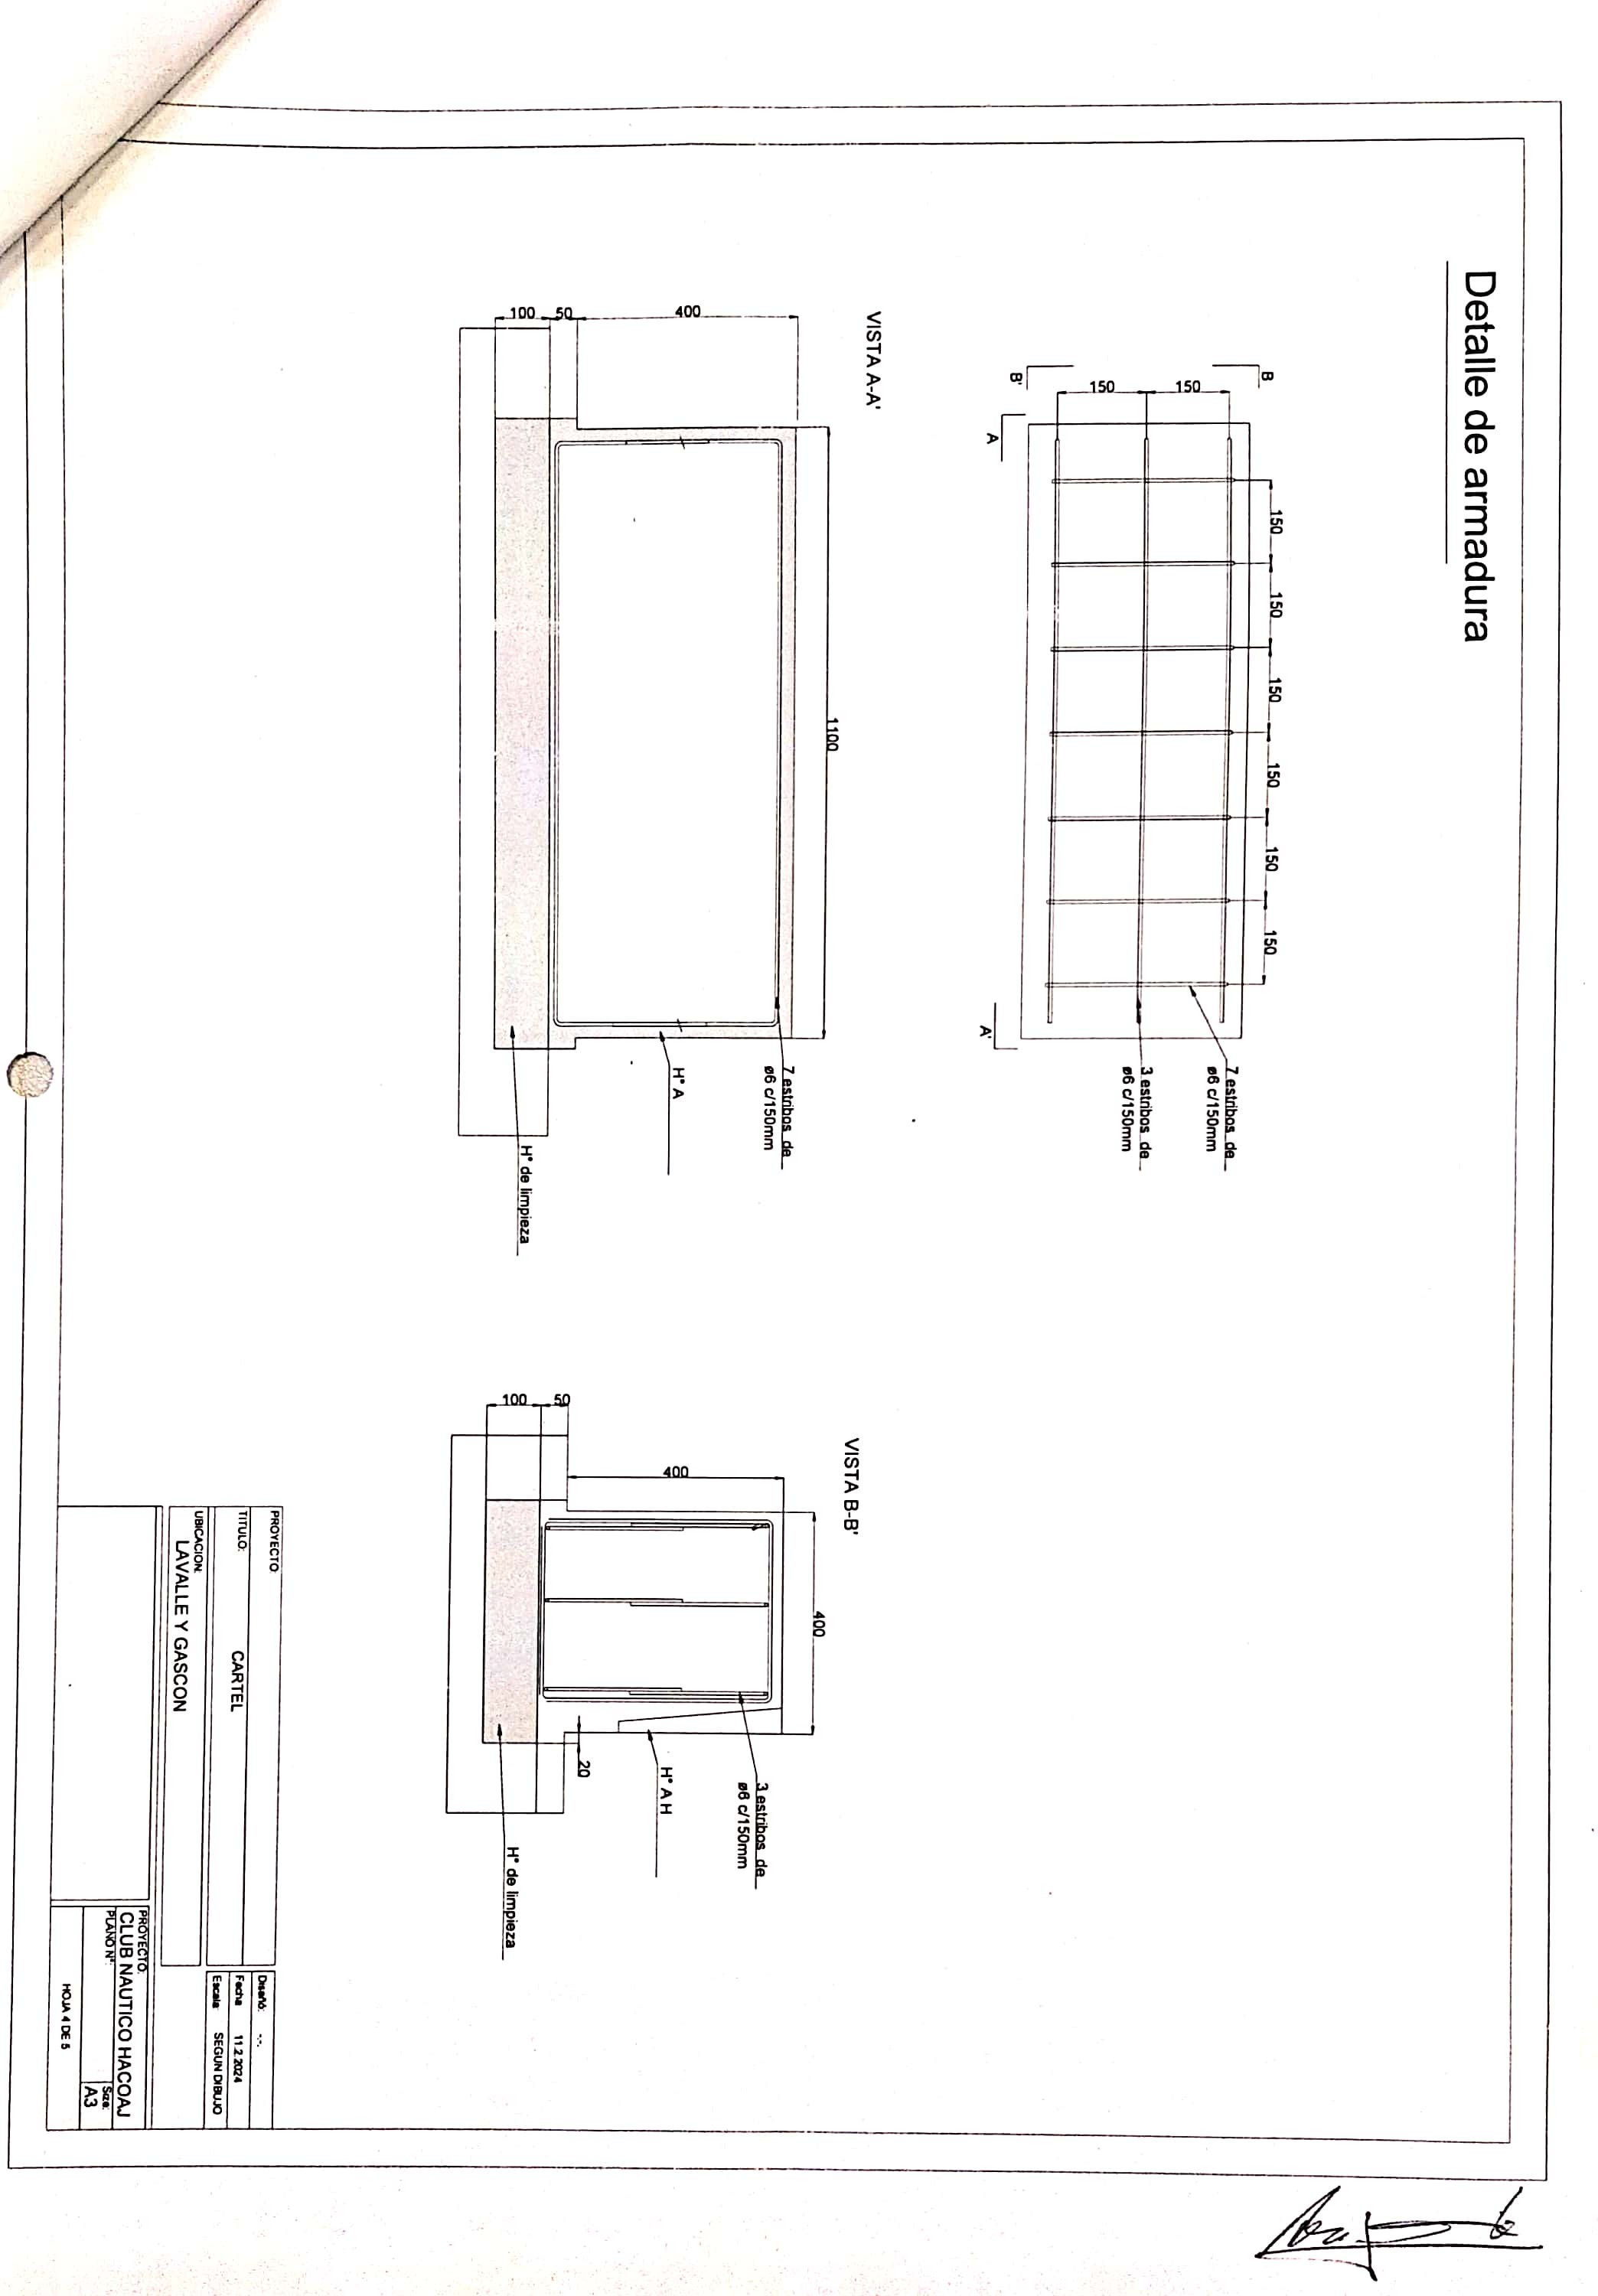 Detalle de armadura
B
B'
150
150
A
A'
150
150
150
150
150
150
7 estribos de
ø6 c/150mm
3 estribos de
ø6 c/150mm
VISTA A-A'
400
50
100
1100
7 estribos de
ø6 c/150mm
H° A
H° de limpieza
VISTA B-B'
400
50
100
400
20
3 estribos de
ø6 c/150mm
H° A H
H° de limpieza
PROYECTO:
TITULO:
CARTEL
UBICACION:
LAVALLE Y GASCON
Diseñó: -.-.
Fecha 11.2.2024
Escala: SEGUN DIBUJO
PROYECTO:
CLUB NAUTICO HACOAJ
PLANO N°:
Size:
A3
HOJA 4 DE 5